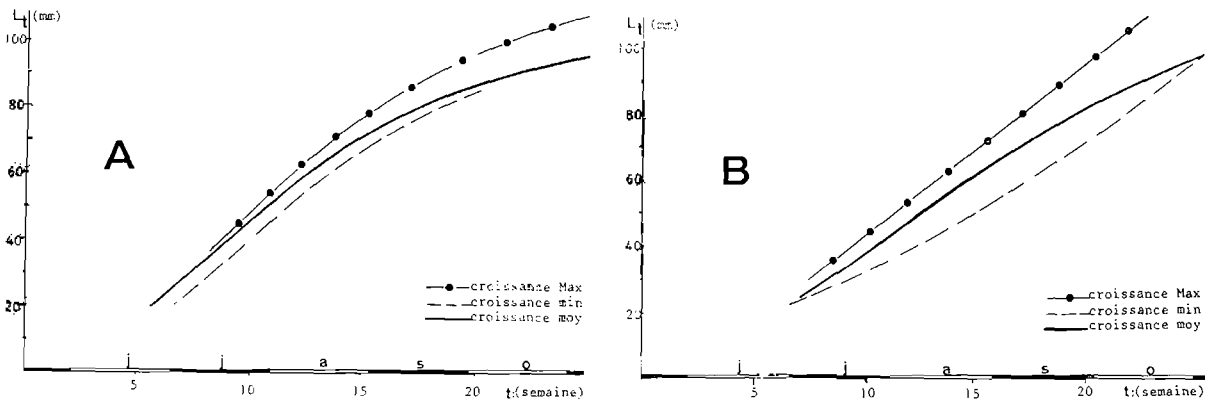 Lt (mm)
100
80
60
40
20
A
croissance Max
croissance min
croissance moy
j j a s o
5 10 15 20 t:(semaine)
Lt (mm)
100
80
60
40
20
B
croissance Max
croissance min
croissance moy
j j a s o
5 10 15 20 t:(semaine)